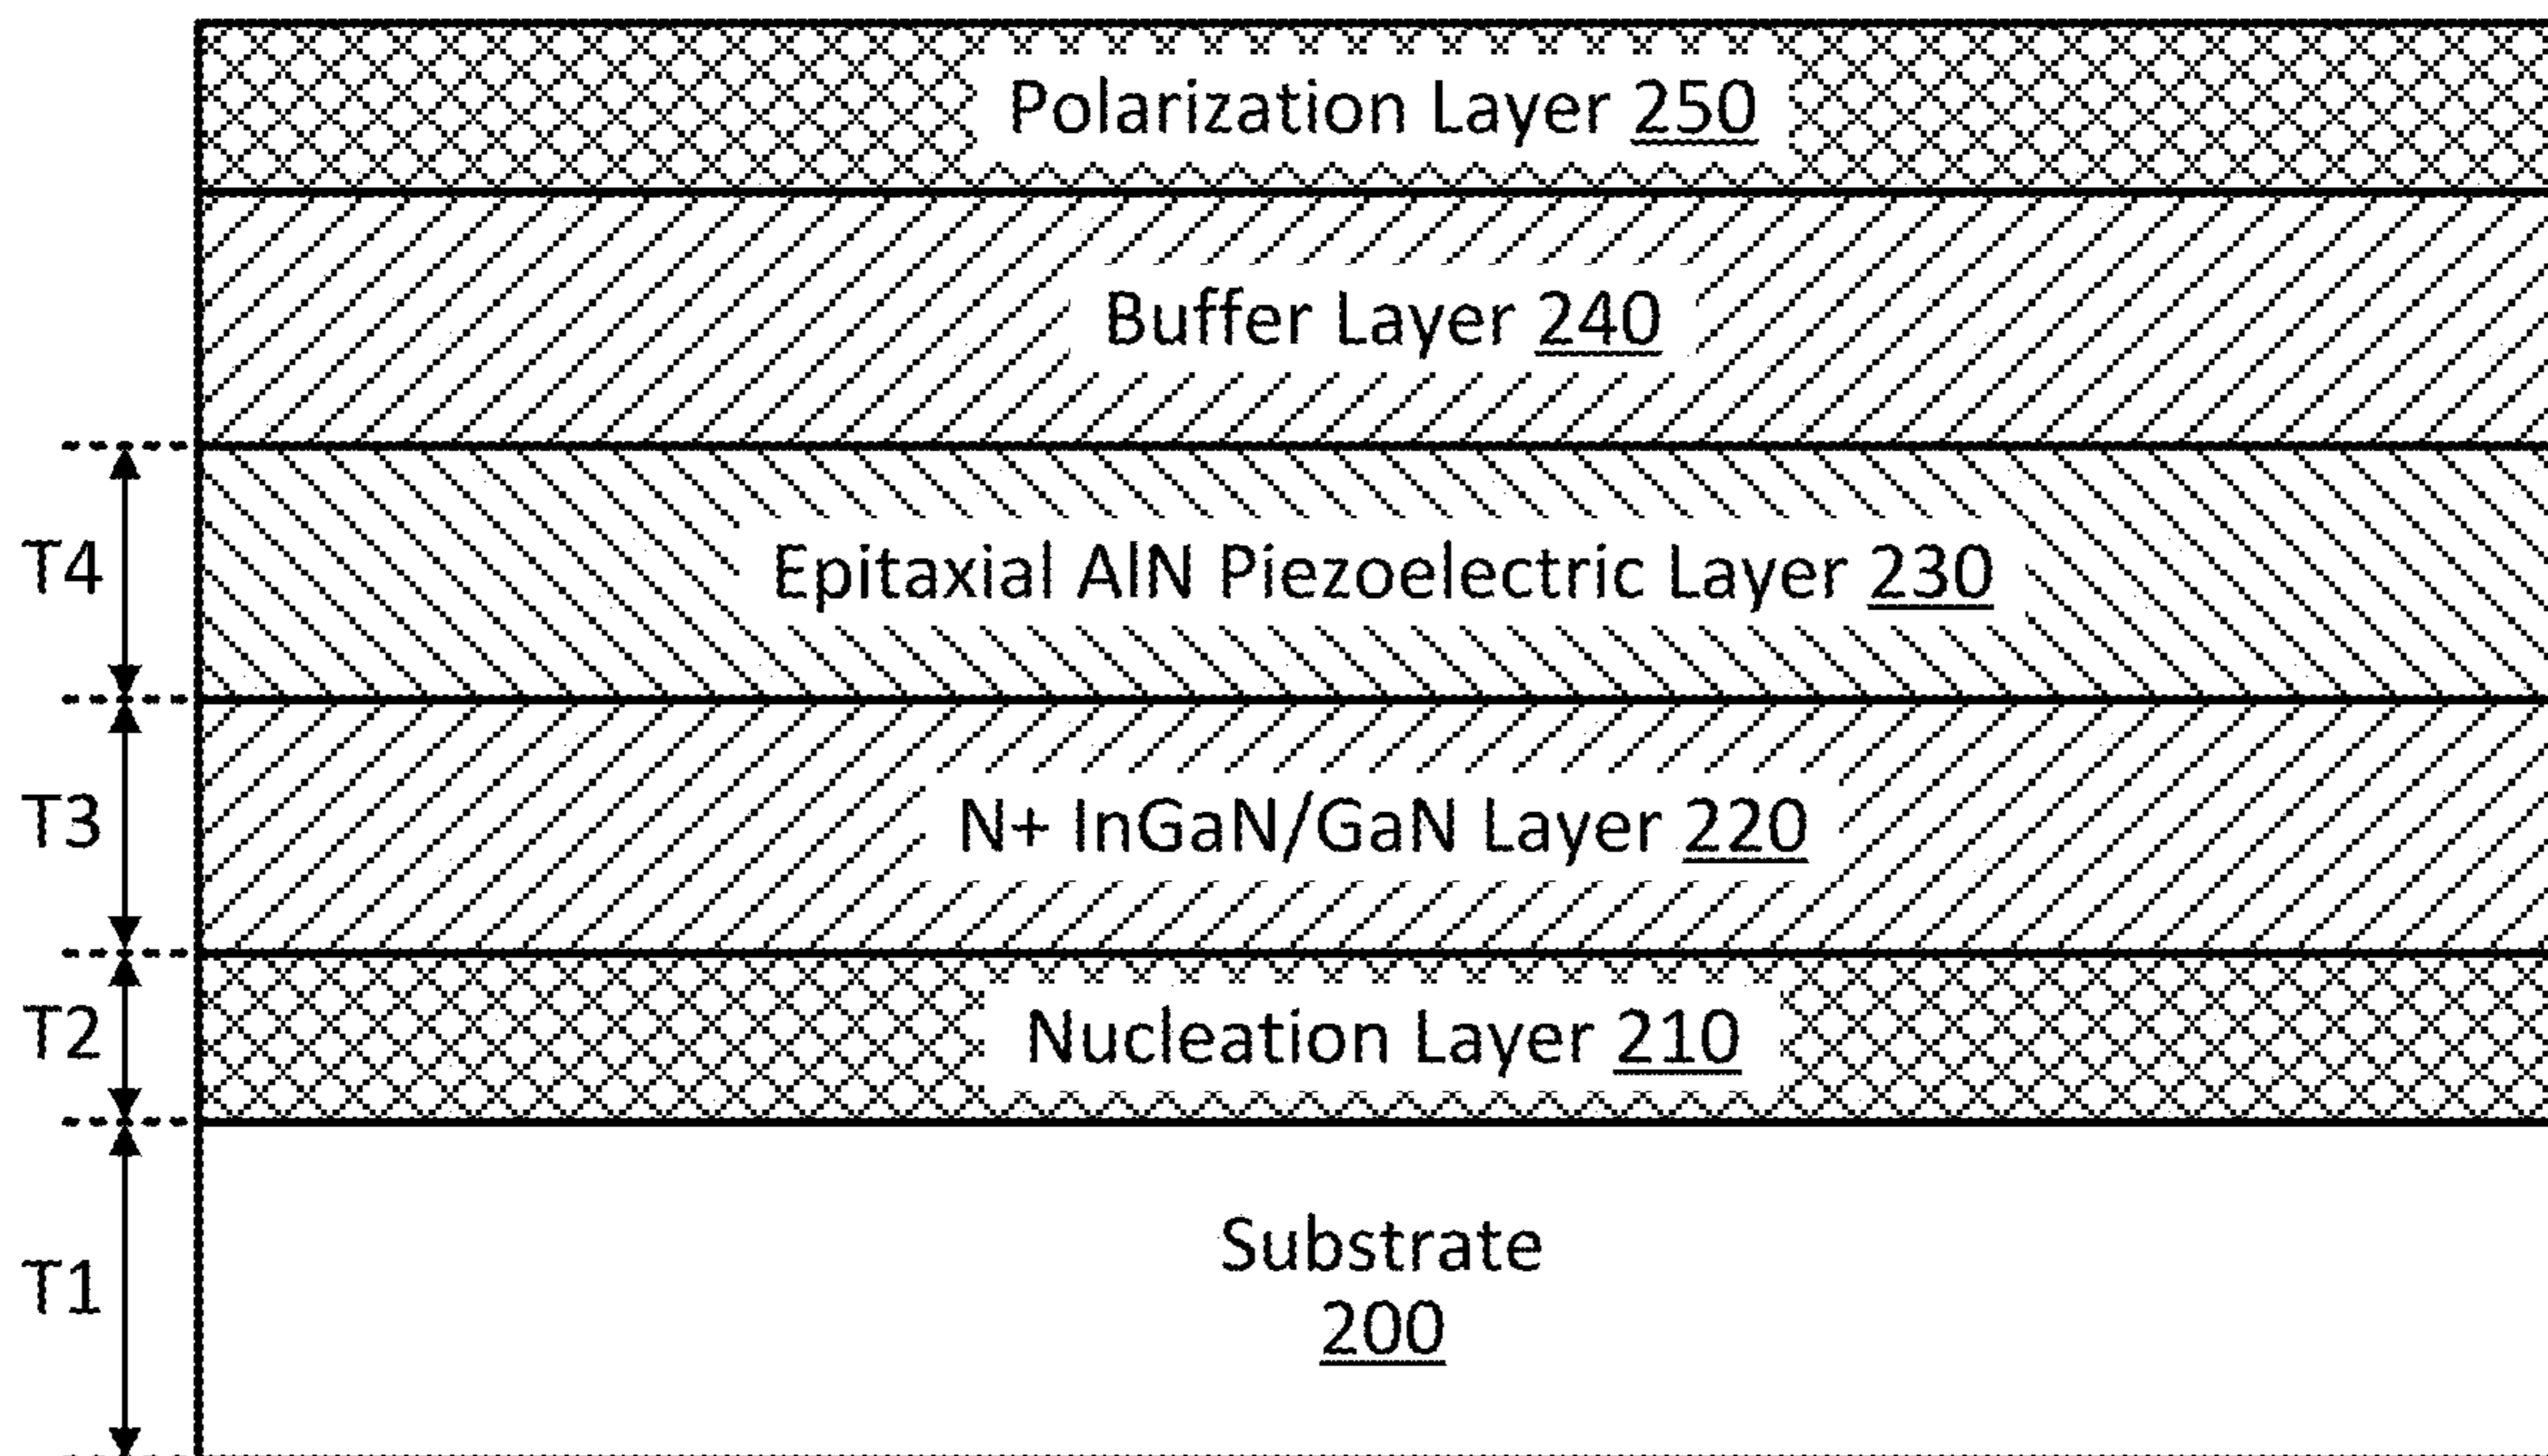 Polarization Layer 250
Buffer Layer 240
T4
Epitaxial AlN Piezoelectric Layer 230
T3
N+ InGaN/GaN Layer 220
T2
Nucleation Layer 210
T1
Substrate
200